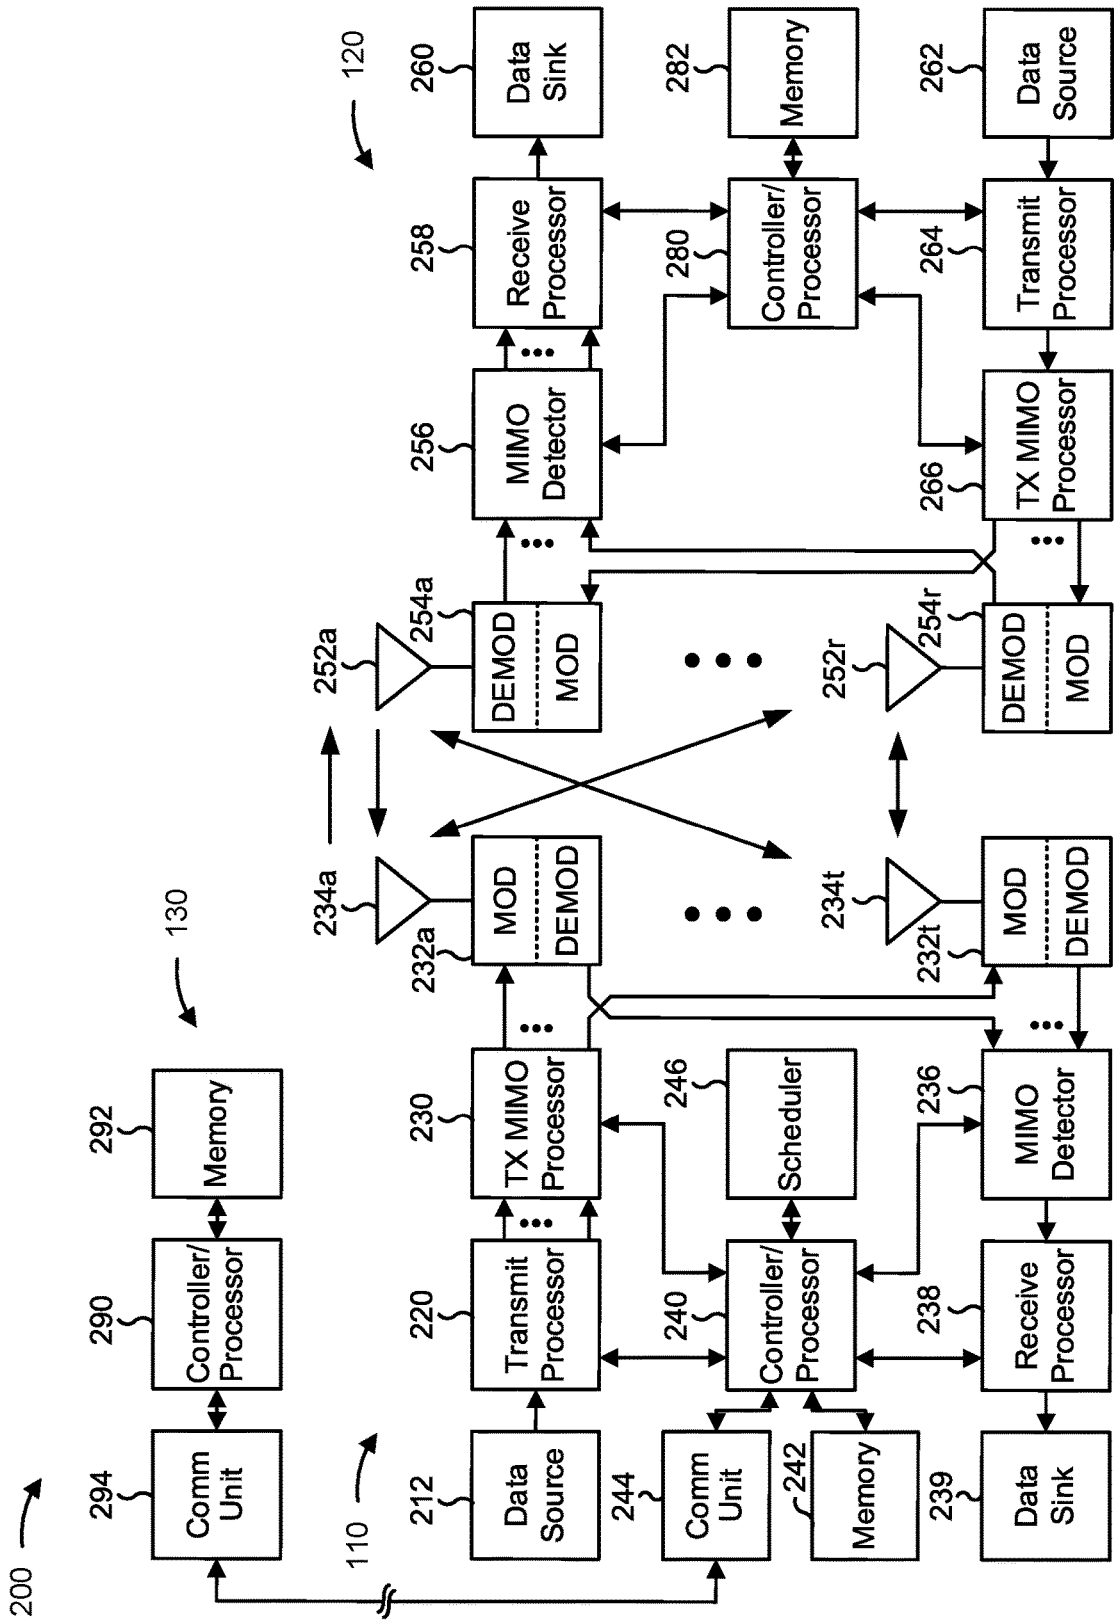 200
294
Comm
Unit
290
Controller/
Processor
292
Memory
130
110
120
212
Data
Source
220
Transmit
Processor
230
TX MIMO
Processor
232a
MOD
DEMOD
234a
252a
254a
DEMOD
MOD
256
MIMO
Detector
258
Receive
Processor
260
Data
Sink
244
Comm
Unit
242
Memory
240
Controller/
Processor
246
Scheduler
280
Controller/
Processor
282
Memory
239
Data
Sink
238
Receive
Processor
236
MIMO
Detector
232t
MOD
DEMOD
234t
252r
254r
DEMOD
MOD
266
TX MIMO
Processor
264
Transmit
Processor
262
Data
Source